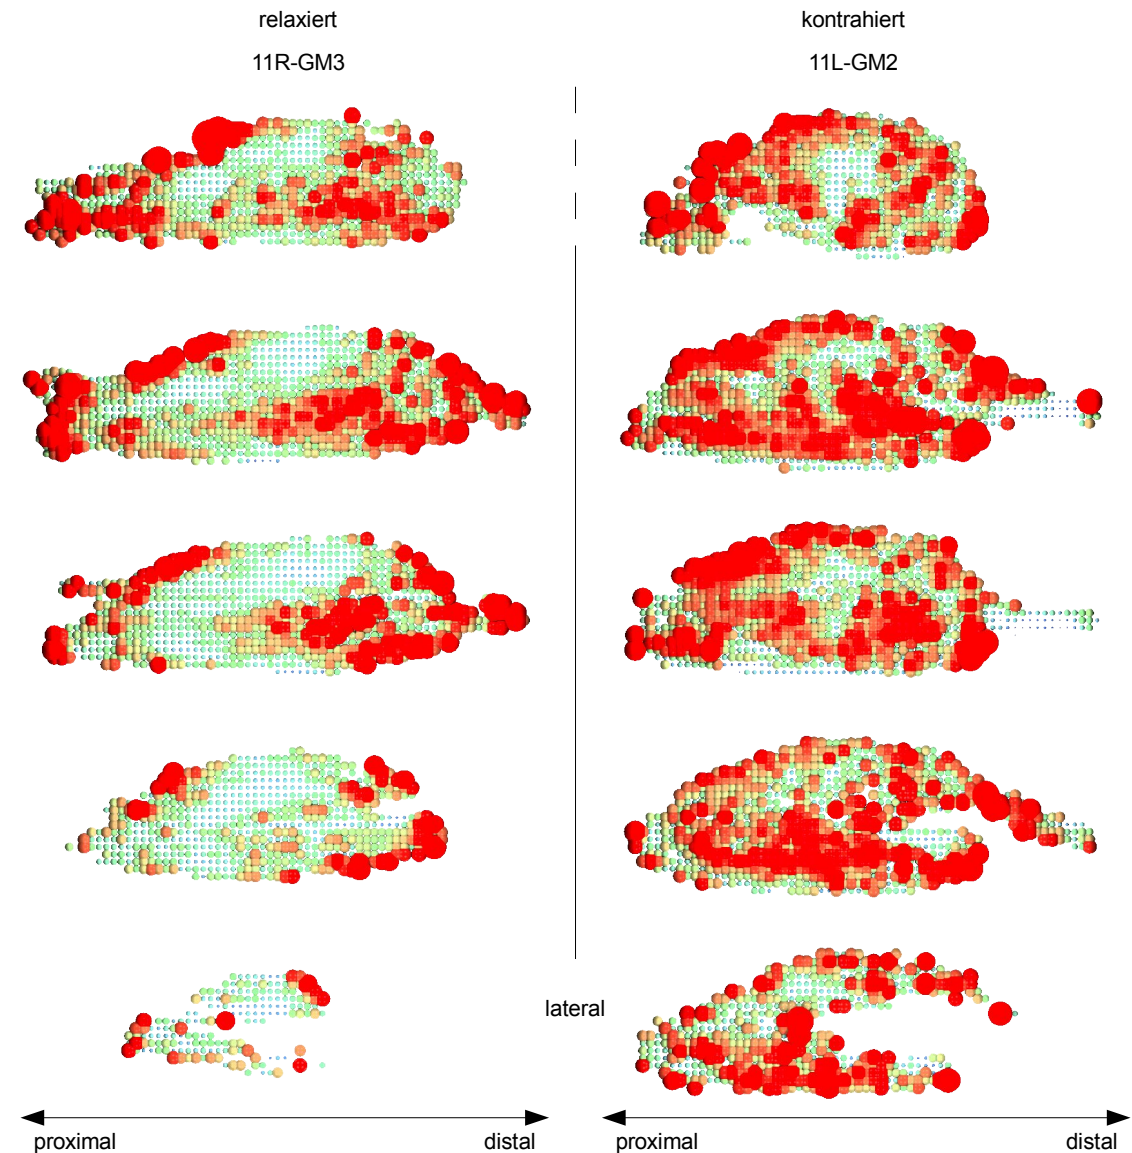 relaxiert
kontrahiert
11R-GM3
11L-GM2
lateral
proximal
distal
proximal
distal